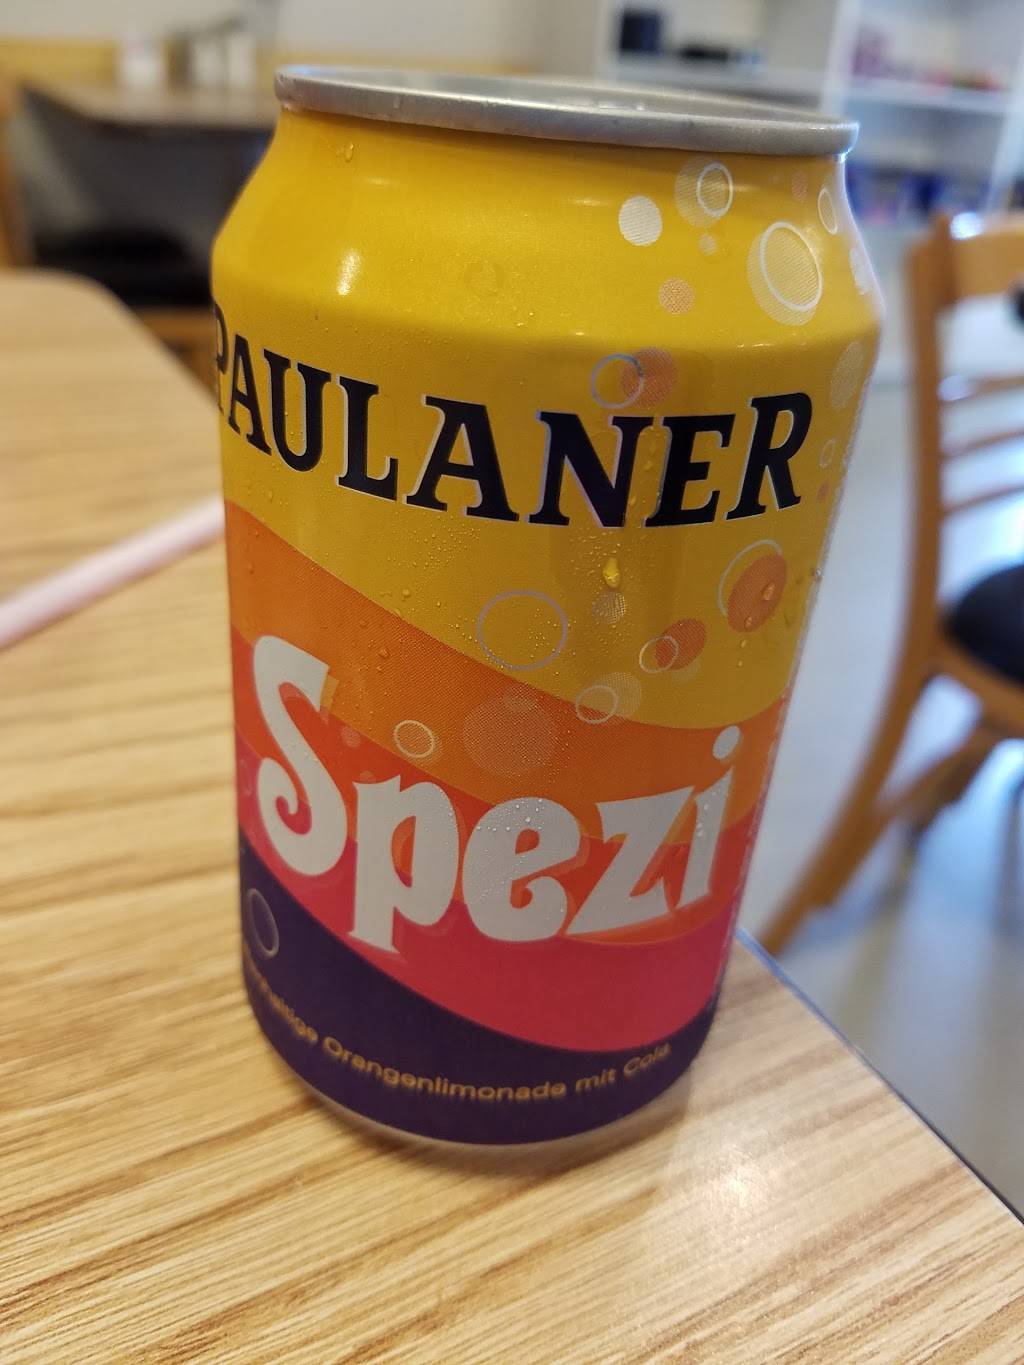 PAULANER
Spezi
Orangenlimonade mit Cola